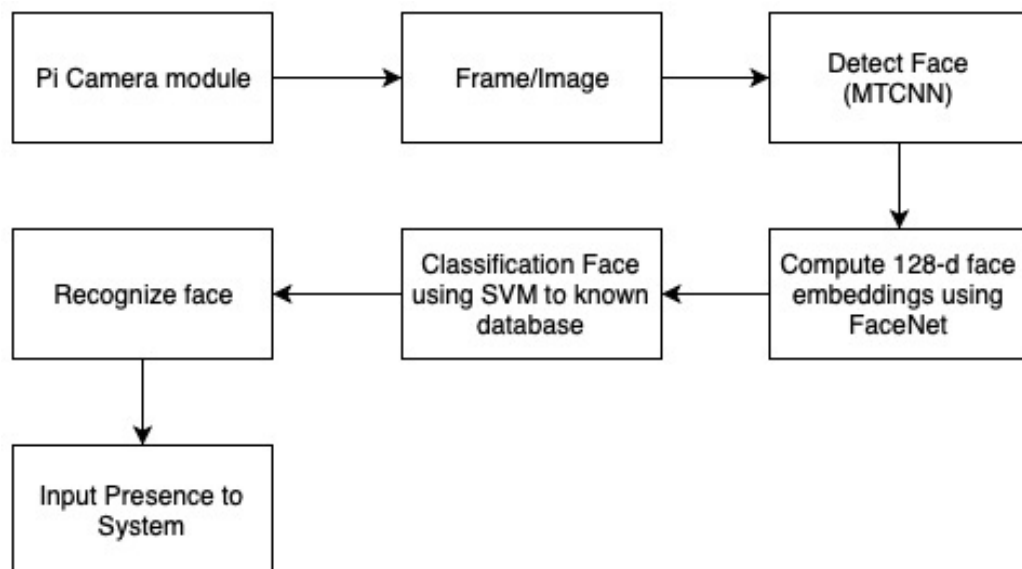 Pi Camera module
Frame/Image
Detect Face
(MTCNN)
Compute 128-d face
embeddings using
FaceNet
Classification Face
using SVM to known
database
Recognize face
Input Presence to
System